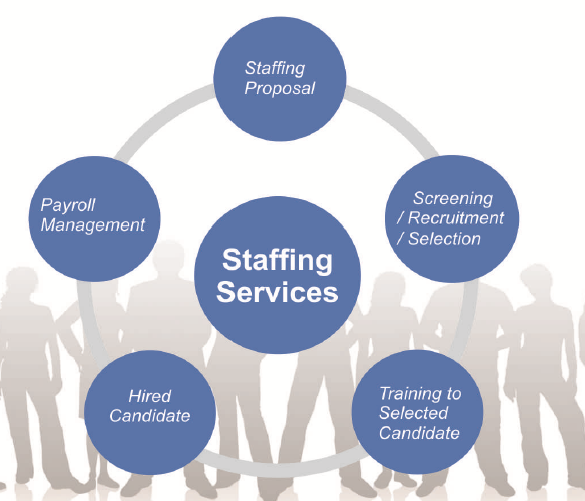 Staffing
Proposal
Screening
/ Recruitment
/ Selection
Training to
Selected
Candidate
Hired
Candidate
Payroll
Management
Staffing
Services